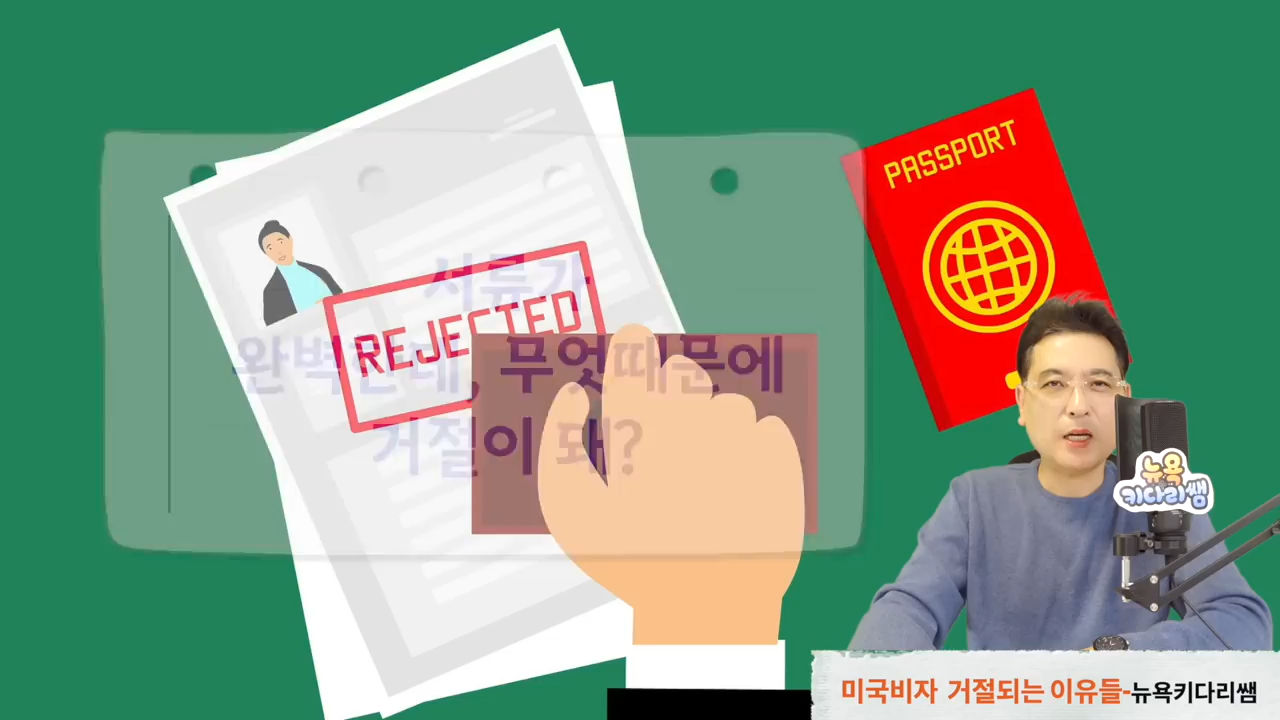 PASSPORT
REJECTED
서류가
완벽한데, 무엇때문에
거절이 돼?
뉴욕
키다리쌤
미국비자 거절되는 이유들-뉴욕키다리쌤